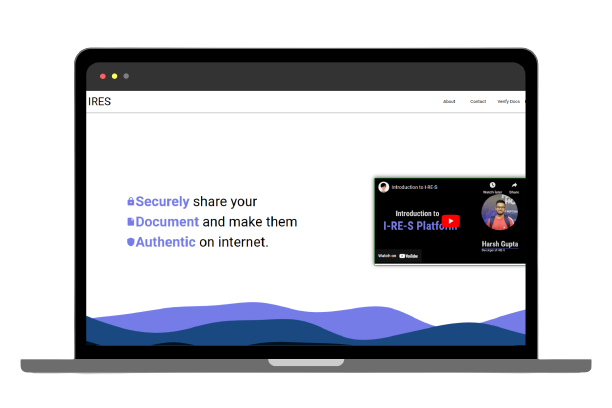 IRES
About Contact Verify Docs
Securely share your
Document and make them
Authentic on internet.
Introduction to I-RE-S
Watch later Share
Introduction to
I-RE-S Platform
Harsh Gupta
Watch on YouTube